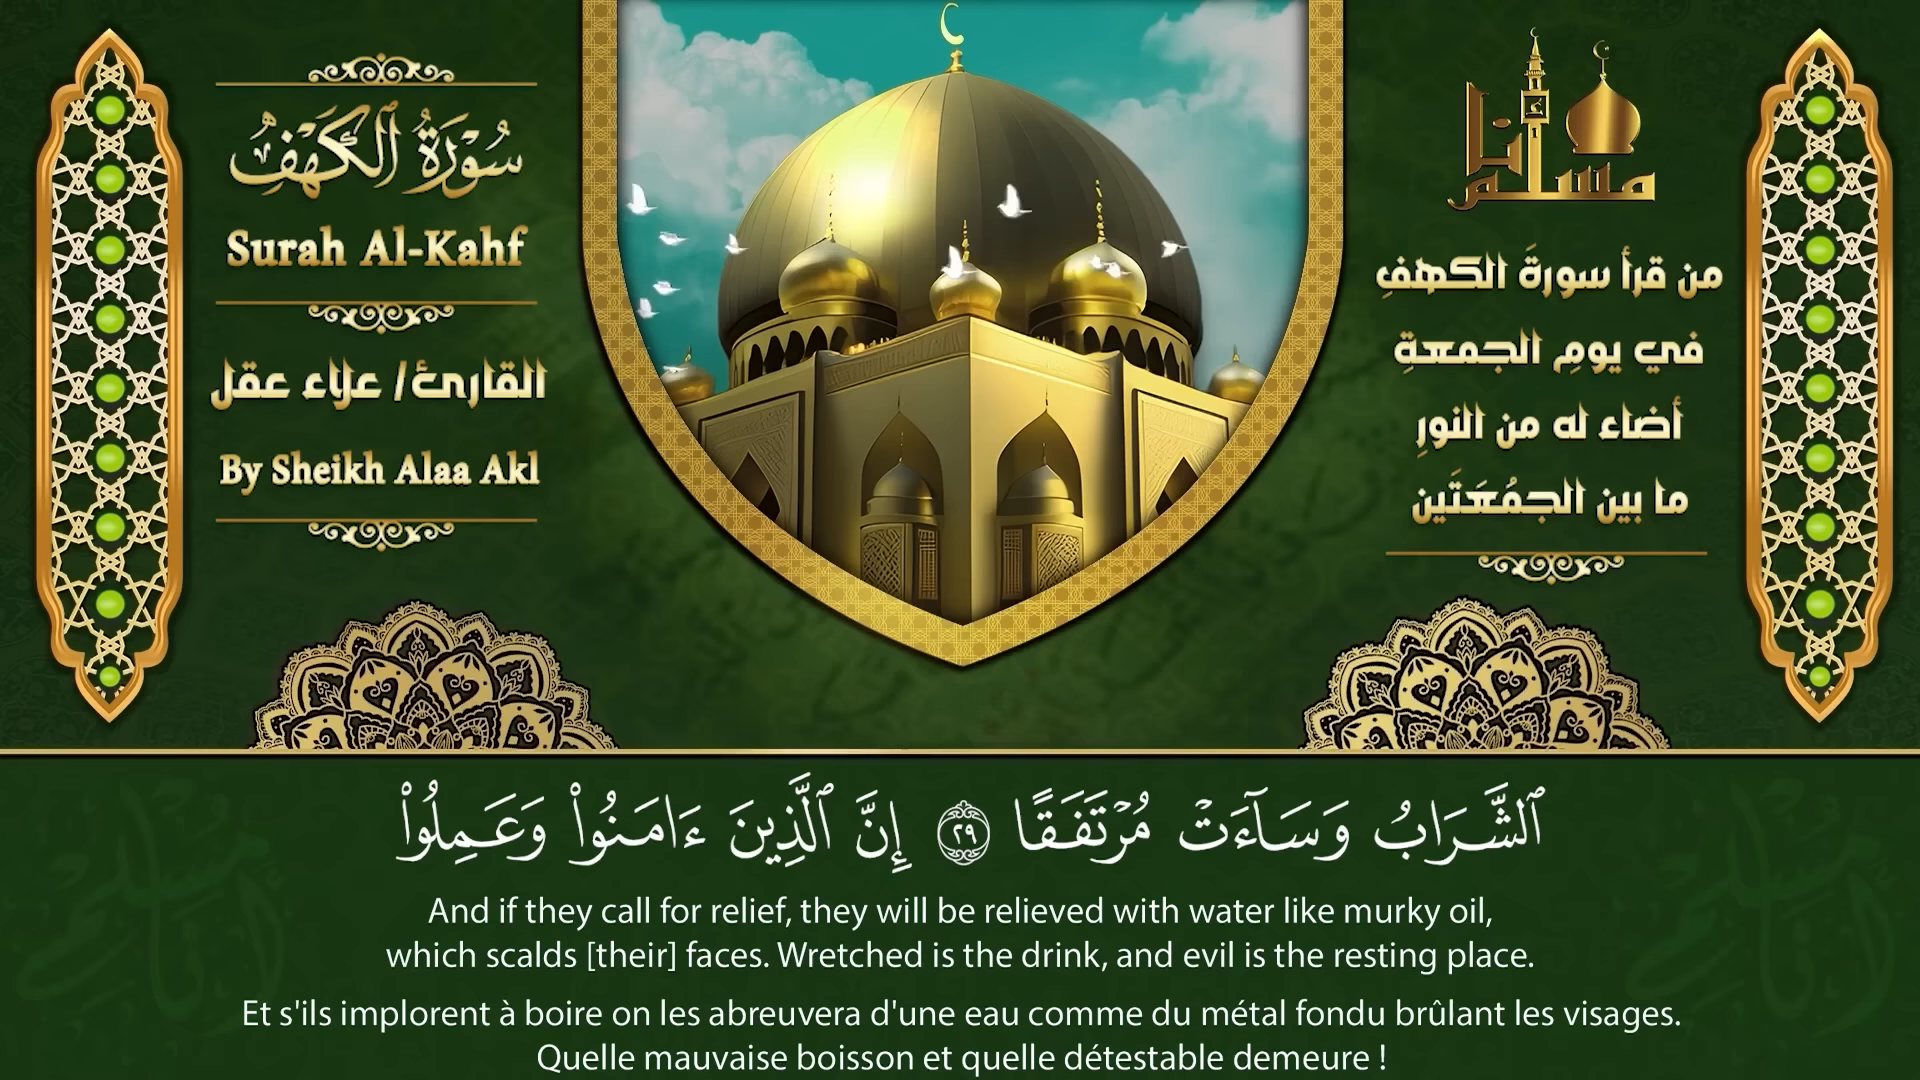 سُورَةُ الكَهْفِ
Surah Al-Kahf
القارئ/ علاء عقل
By Sheikh Alaa Akl
أنا مسلم
من قرأ سورةَ الكهفِ
في يومِ الجمعةِ
أضاء له من النورِ
ما بين الجمُعَتَين
ٱلشَّرَابُ وَسَآءَتْ مُرْتَفَقًا ٢٩ إِنَّ ٱلَّذِينَ ءَامَنُوا۟ وَعَمِلُوا۟
And if they call for relief, they will be relieved with water like murky oil,
which scalds [their] faces. Wretched is the drink, and evil is the resting place.
Et s'ils implorent à boire on les abreuvera d'une eau comme du métal fondu brûlant les visages.
Quelle mauvaise boisson et quelle détestable demeure !